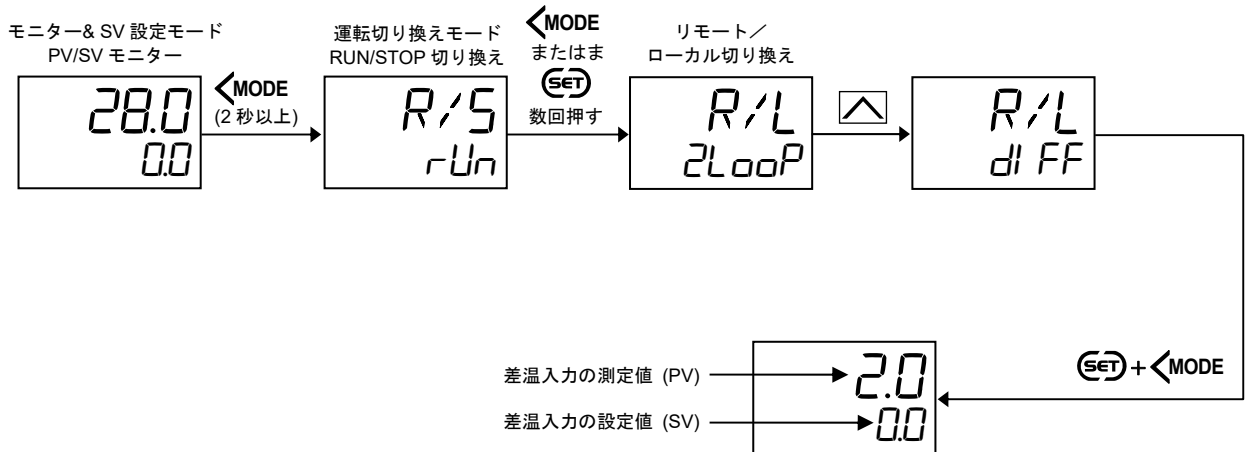 モニター& SV 設定モード
PV/SV モニター
28.0
0.0
<MODE
(2 秒以上)
運転切り換えモード
RUN/STOP 切り換え
R/S
rUn
<MODE
またはま
SET
数回押す
リモート/
ローカル切り換え
R/L
2LooP
R/L
dI FF
SET + <MODE
差温入力の測定値 (PV)
差温入力の設定値 (SV)
2.0
0.0